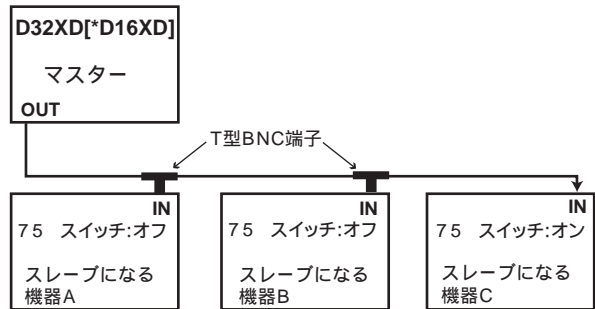 D32XD[*D16XD]
マスター
OUT
T型BNC端子
IN
75 スイッチ:オフ
スレーブになる
機器A
IN
75 スイッチ:オフ
スレーブになる
機器B
IN
75 スイッチ:オン
スレーブになる
機器C